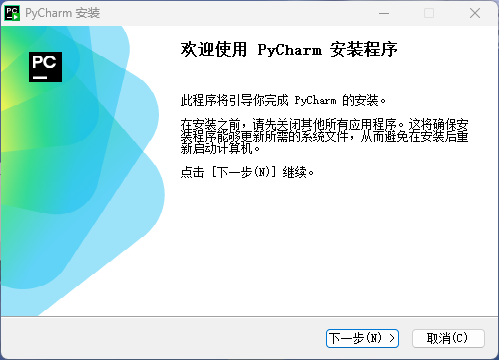 PyCharm 安装
PC
欢迎使用 PyCharm 安装程序
此程序将引导你完成 PyCharm 的安装。
在安装之前，请先关闭其他所有应用程序。这将确保安
装程序能够更新所需的系统文件，从而避免在安装后重
新启动计算机。
点击 [下一步(N)] 继续。
下一步(N) >
取消(C)